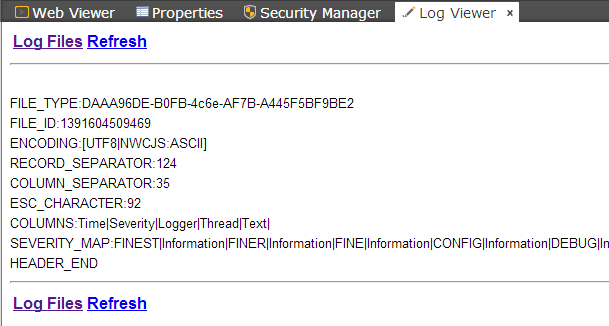 Web Viewer Properties Security Manager Log Viewer ×
Log Files Refresh
FILE_TYPE:DAAA96DE-B0FB-4c6e-AF7B-A445F5BF9BE2
FILE_ID:1391604509469
ENCODING:[UTF8|NWCJS:ASCII]
RECORD_SEPARATOR:124
COLUMN_SEPARATOR:35
ESC_CHARACTER:92
COLUMNS:Time|Severity|Logger|Thread|Text|
SEVERITY_MAP:FINEST|Information|FINER|Information|FINE|Information|CONFIG|Information|DEBUG|In
HEADER_END
Log Files Refresh